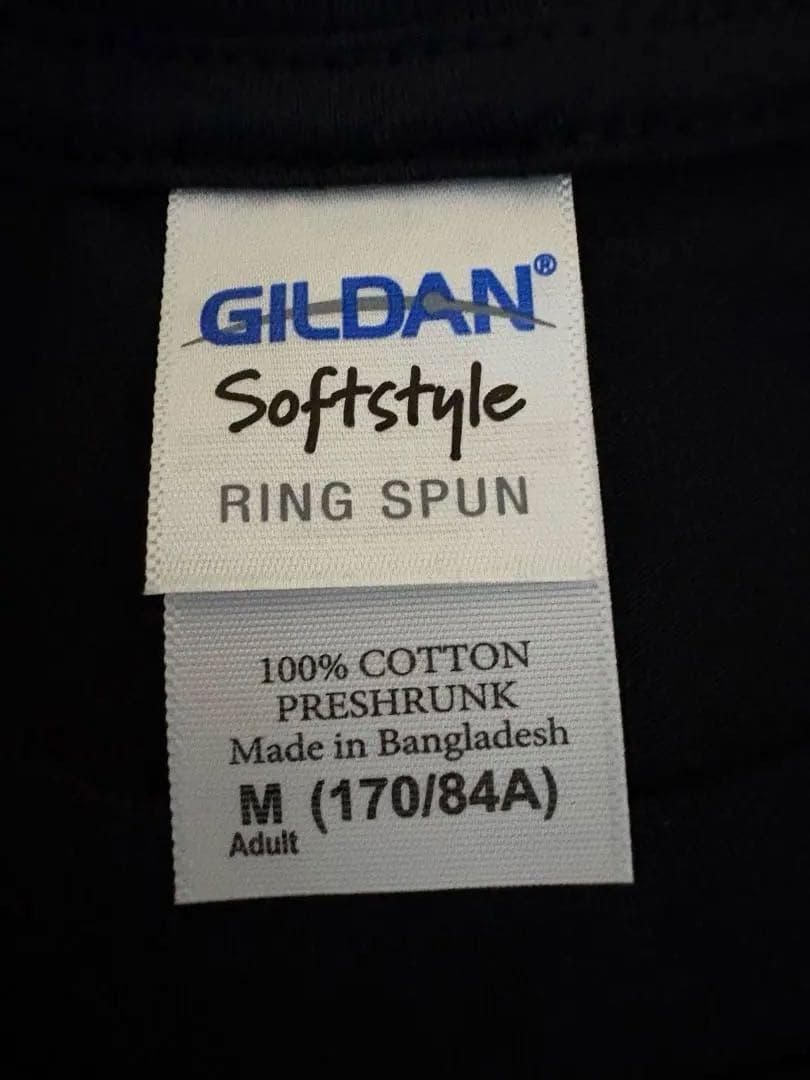 GILDAN®
Softstyle
RING SPUN
100% COTTON
PRESHRUNK
Made in Bangladesh
M (170/84A)
Adult